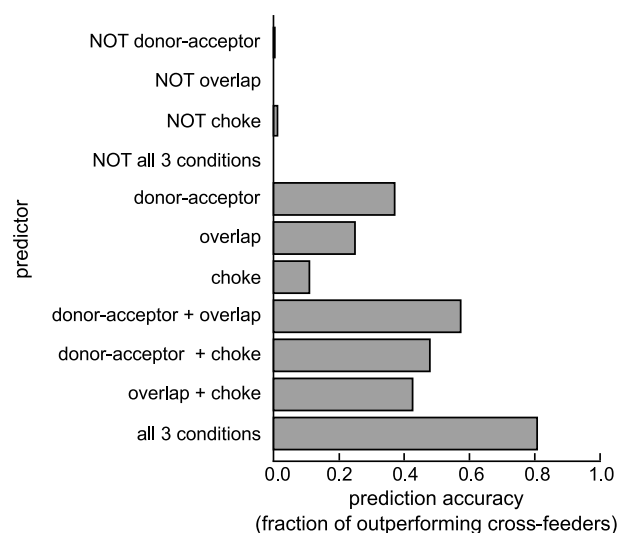 NOT donor-acceptor
NOT overlap
NOT choke
NOT all 3 conditions
donor-acceptor
overlap
choke
donor-acceptor + overlap
donor-acceptor + choke
overlap + choke
all 3 conditions
predictor
0.0 0.2 0.4 0.6 0.8 1.0
prediction accuracy
(fraction of outperforming cross-feeders)